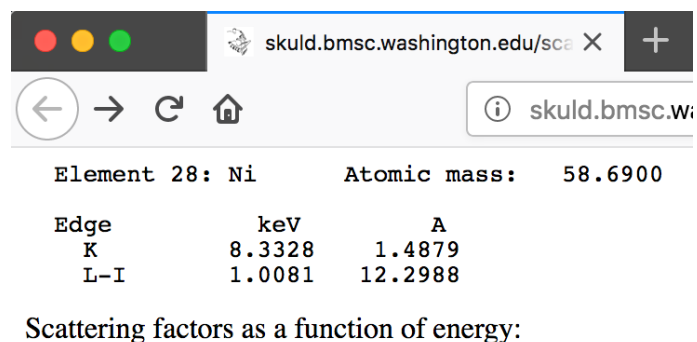 skuld.bmsc.washington.edu/sca
skuld.bmsc.wa
Element 28: Ni Atomic mass: 58.6900
Edge keV A
K 8.3328 1.4879
L-I 1.0081 12.2988
Scattering factors as a function of energy: